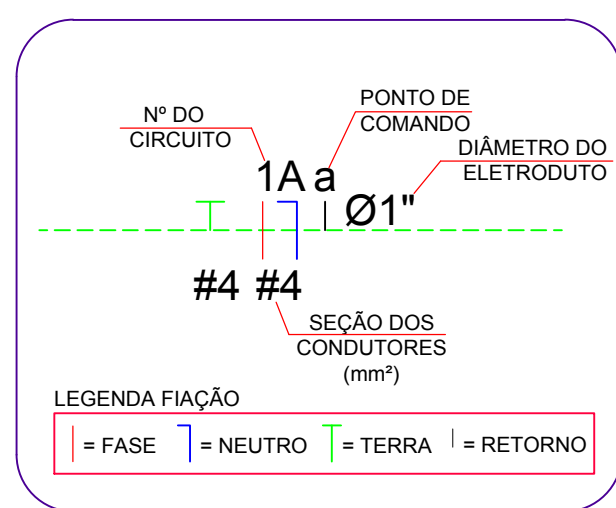 Nº DO
CIRCUITO
PONTO DE
COMANDO
DIÂMETRO DO
ELETRODUTO
1A a
Ø1"
#4 #4
SEÇÃO DOS
CONDUTORES
(mm²)
LEGENDA FIAÇÃO
= FASE = NEUTRO = TERRA = RETORNO